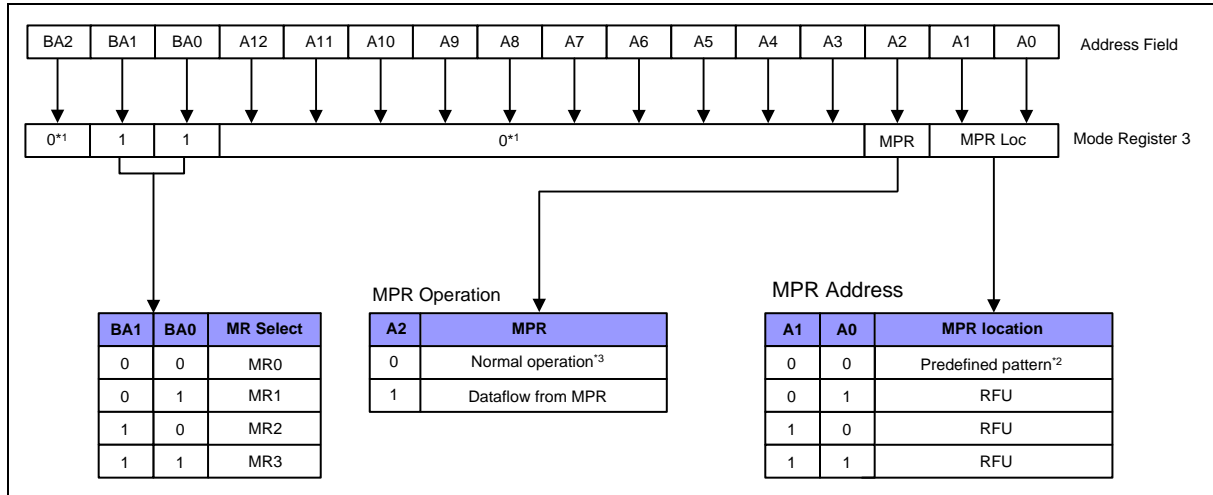 BA2 BA1 BA0 A12 A11 A10 A9 A8 A7 A6 A5 A4 A3 A2 A1 A0 Address Field
0*1 1 1 0*1 MPR MPR Loc Mode Register 3
MPR Operation
MPR Address
BA1 BA0 MR Select
0 0 MR0
0 1 MR1
1 0 MR2
1 1 MR3
A2 MPR
0 Normal operation*3
1 Dataflow from MPR
A1 A0 MPR location
0 0 Predefined pattern*2
0 1 RFU
1 0 RFU
1 1 RFU